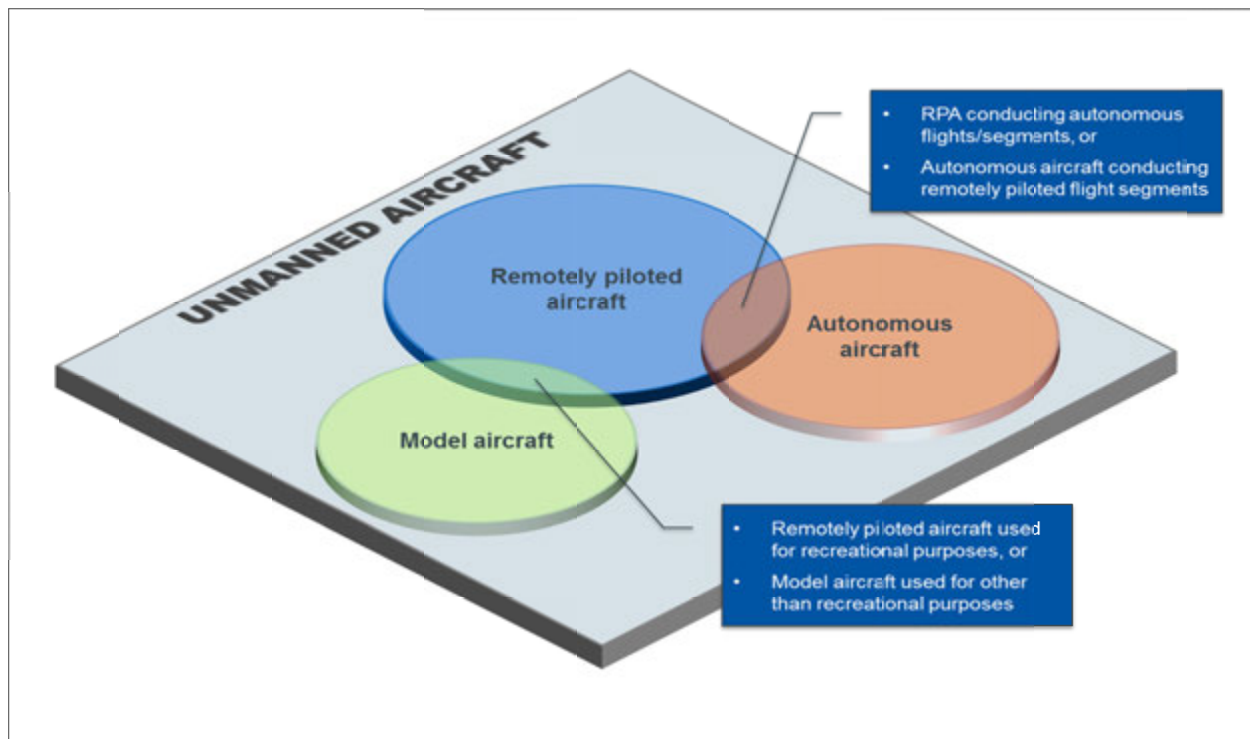 UNMANNED AIRCRAFT
• RPA conducting autonomous
flights/segments, or
• Autonomous aircraft conducting
remotely piloted flight segments
Remotely piloted
aircraft
Autonomous
aircraft
Model aircraft
• Remotely piloted aircraft used
for recreational purposes, or
• Model aircraft used for other
than recreational purposes